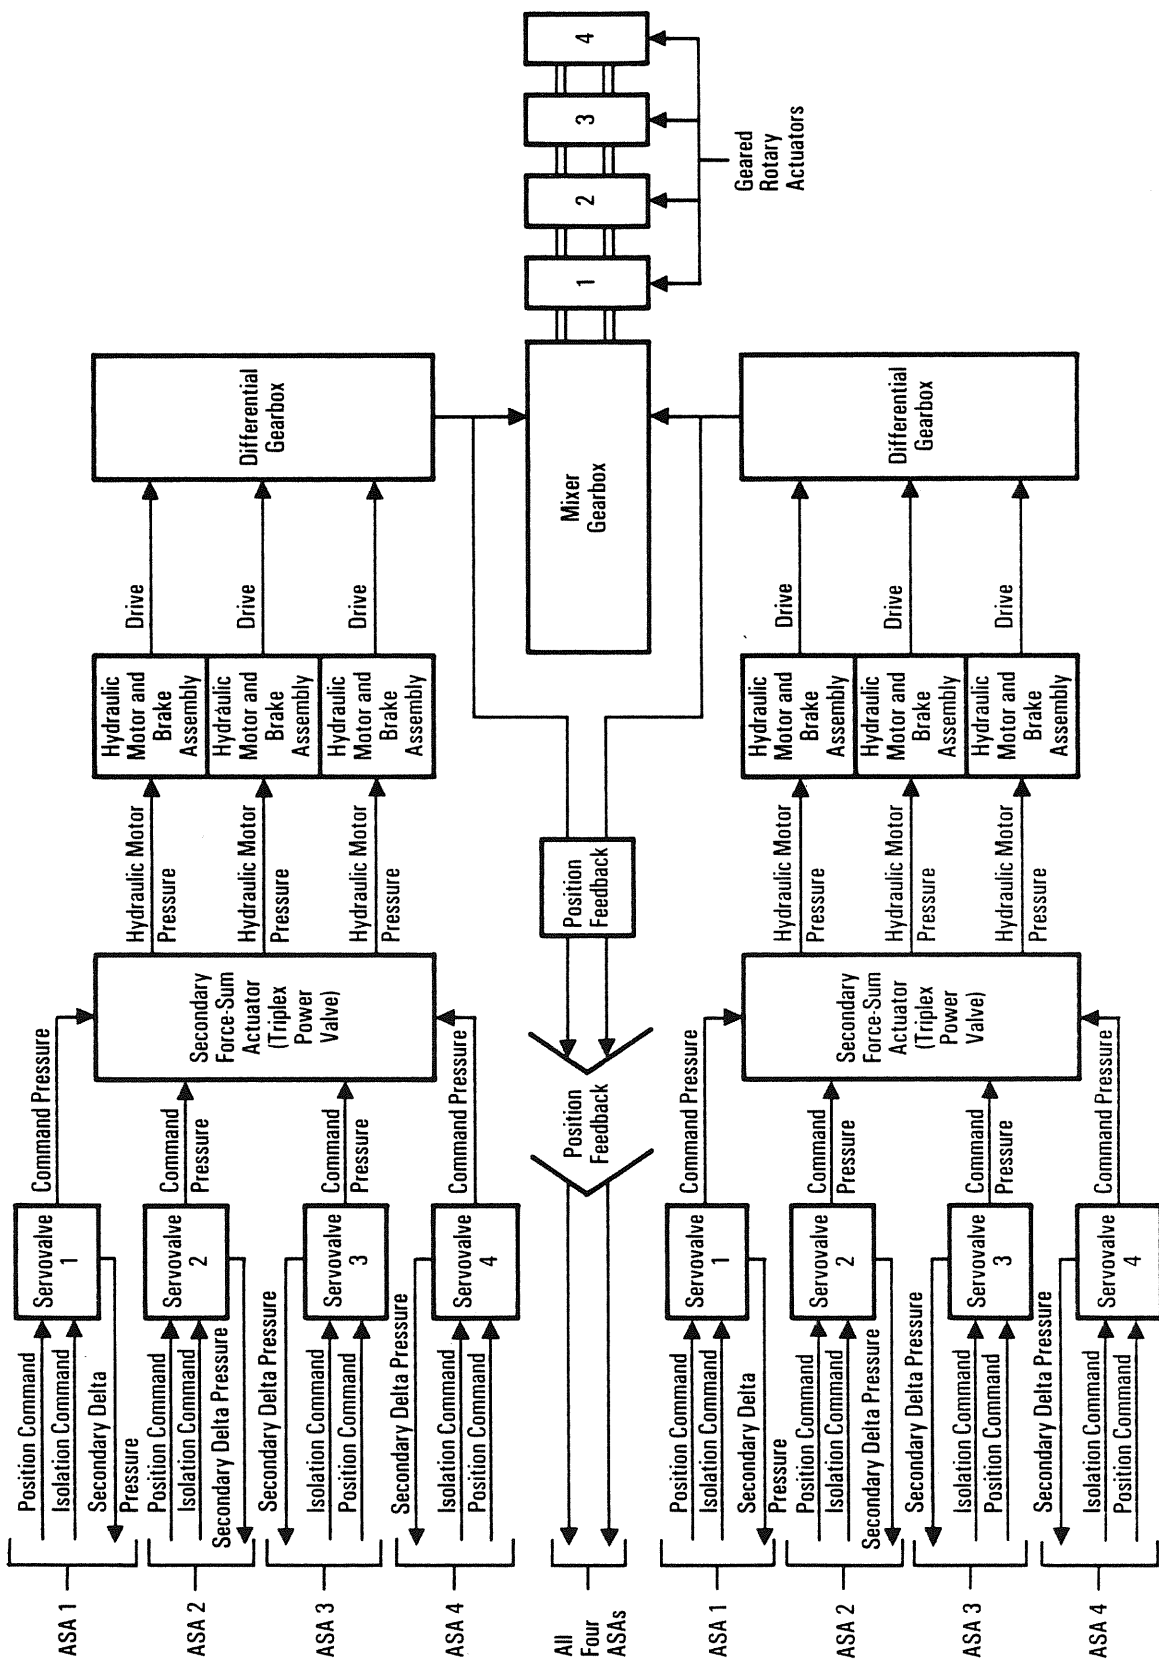 ASA 1
Position Command
Isolation Command
Secondary Delta
Pressure
Servovalve
1
Command Pressure
ASA 2
Position Command
Isolation Command
Secondary Delta Pressure
Servovalve
2
Command
Pressure
ASA 3
Secondary Delta Pressure
Isolation Command
Position Command
Servovalve
3
Command
Pressure
ASA 4
Secondary Delta Pressure
Isolation Command
Position Command
Servovalve
4
Command Pressure
Secondary
Force-Sum
Actuator
(Triplex
Power
Valve)
Hydraulic Motor
Pressure
Hydraulic Motor
Pressure
Hydraulic Motor
Pressure
Hydraulic
Motor and
Brake
Assembly
Hydraulic
Motor and
Brake
Assembly
Hydraulic
Motor and
Brake
Assembly
Drive
Drive
Drive
Differential
Gearbox
All
Four
ASAs
Position
Feedback
Position
Feedback
Mixer
Gearbox
1
2
3
4
Geared
Rotary
Actuators
ASA 1
Position Command
Isolation Command
Secondary Delta
Pressure
Servovalve
1
Command Pressure
ASA 2
Position Command
Isolation Command
Secondary Delta Pressure
Servovalve
2
Command
Pressure
ASA 3
Secondary Delta Pressure
Isolation Command
Position Command
Servovalve
3
Command
Pressure
ASA 4
Secondary Delta Pressure
Isolation Command
Position Command
Servovalve
4
Command Pressure
Secondary
Force-Sum
Actuator
(Triplex
Power
Valve)
Hydraulic Motor
Pressure
Hydraulic Motor
Pressure
Hydraulic Motor
Pressure
Hydraulic
Motor and
Brake
Assembly
Hydraulic
Motor and
Brake
Assembly
Hydraulic
Motor and
Brake
Assembly
Drive
Drive
Drive
Differential
Gearbox